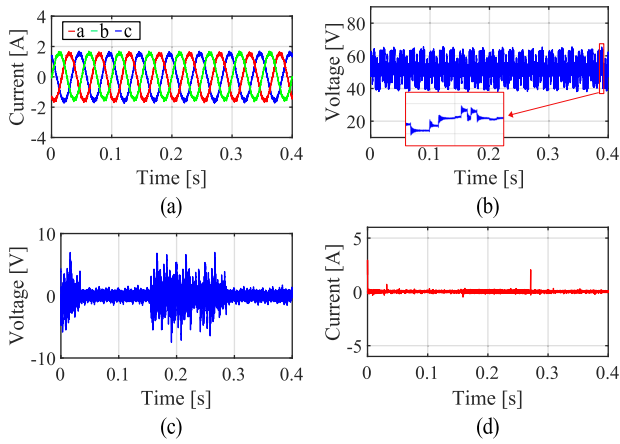 Current [A]
4
2
0
-2
-4
a b c
0 0.1 0.2 0.3 0.4
Time [s]
(a)
Voltage [V]
80
60
40
20
0 0.1 0.2 0.3 0.4
Time [s]
(b)
Voltage [V]
10
0
-10
0 0.1 0.2 0.3 0.4
Time [s]
(c)
Current [A]
5
0
-5
0 0.1 0.2 0.3 0.4
Time [s]
(d)